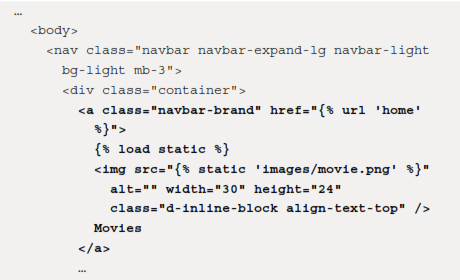 …
<body>
<nav class="navbar navbar-expand-lg navbar-light
bg-light mb-3">
<div class="container">
<a class="navbar-brand" href="{% url 'home'
%}">
{% load static %}
<img src="{% static 'images/movie.png' %}"
alt="" width="30" height="24"
class="d-inline-block align-text-top" />
Movies
</a>
…